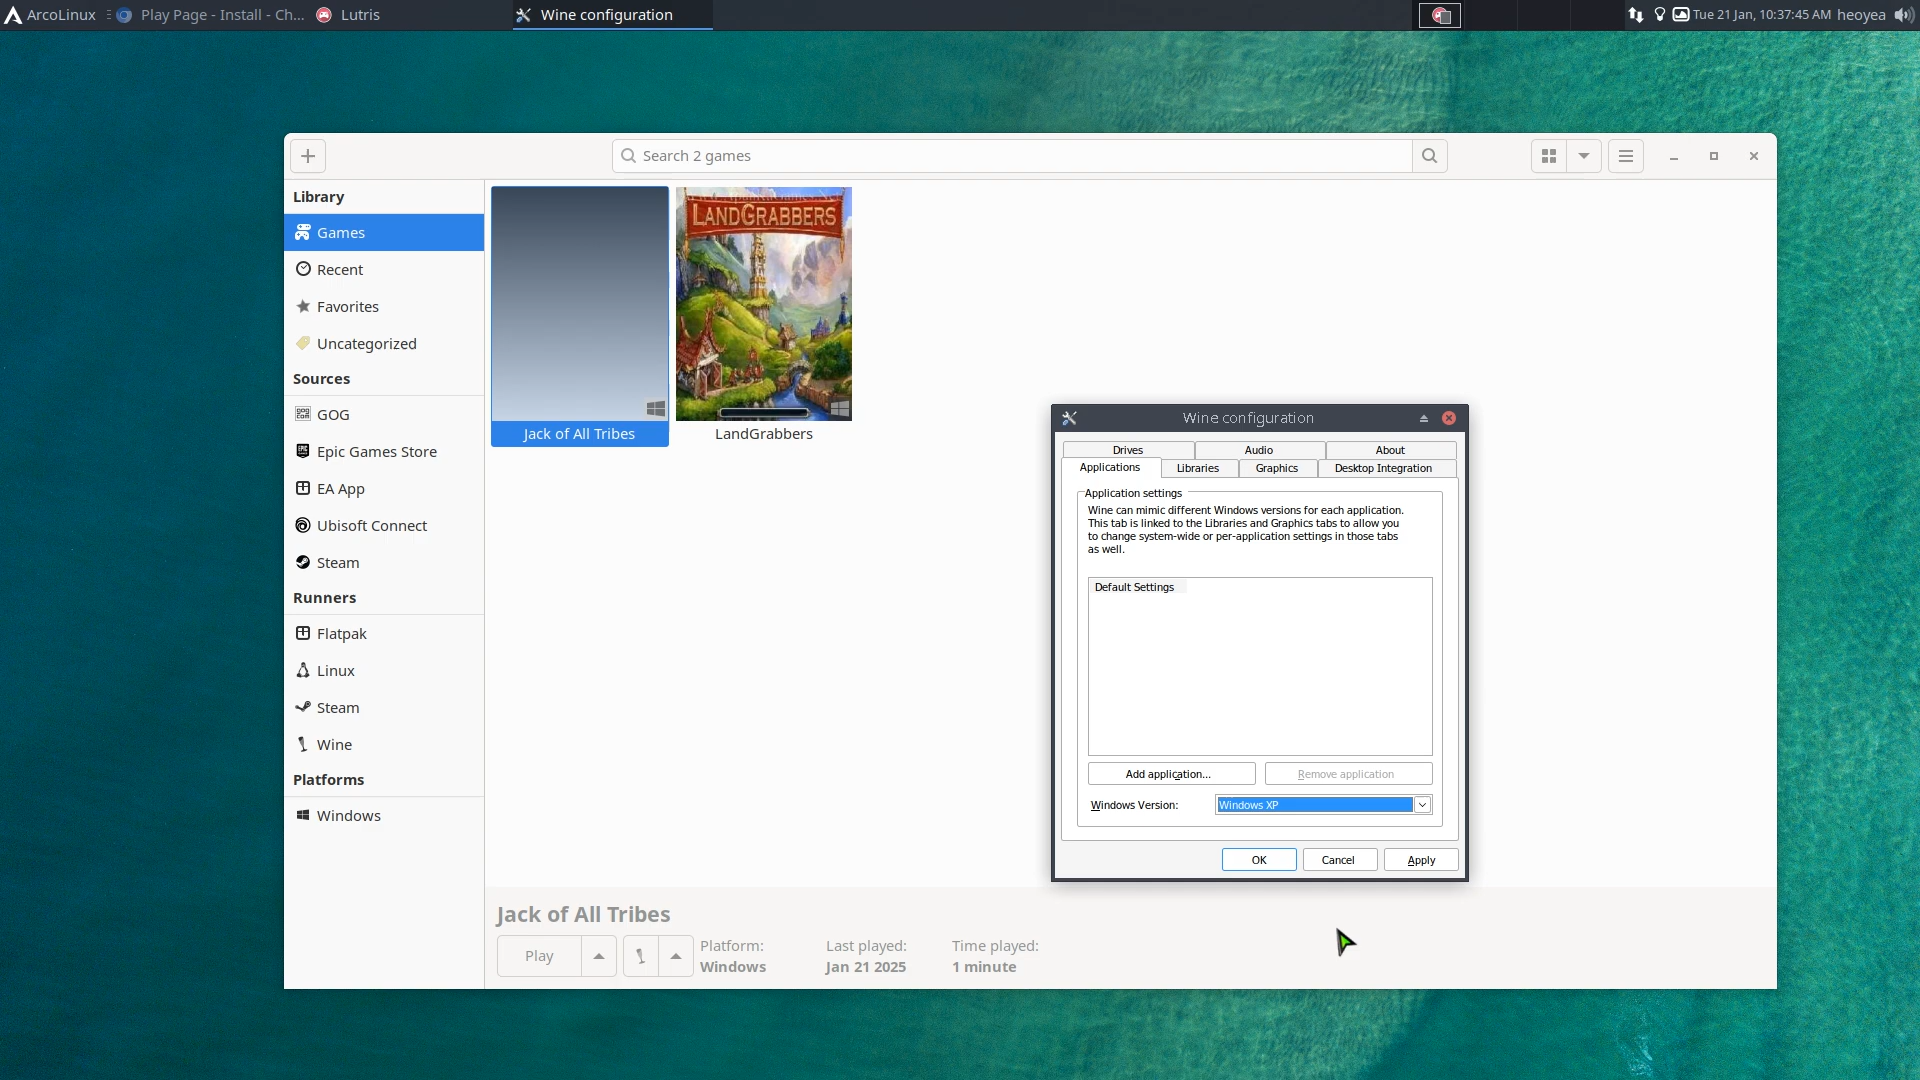 ArcoLinux
Play Page - Install - Ch...
Lutris
Wine configuration
Tue 21 Jan, 10:37:45 AM
heoyea
Search 2 games
Library
Games
Recent
Favorites
Uncategorized
Sources
GOG
Epic Games Store
EA App
Ubisoft Connect
Steam
Runners
Flatpak
Linux
Steam
Wine
Platforms
Windows
LANDGRABBERS
Jack of All Tribes
LandGrabbers
Wine configuration
Drives
Audio
About
Applications
Libraries
Graphics
Desktop Integration
Application settings
Wine can mimic different Windows versions for each application.
This tab is linked to the Libraries and Graphics tabs to allow you
to change system-wide or per-application settings in those tabs
as well.
Default Settings
Add application...
Remove application
Windows Version:
Windows XP
OK
Cancel
Apply
Jack of All Tribes
Play
Platform:
Windows
Last played:
Jan 21 2025
Time played:
1 minute